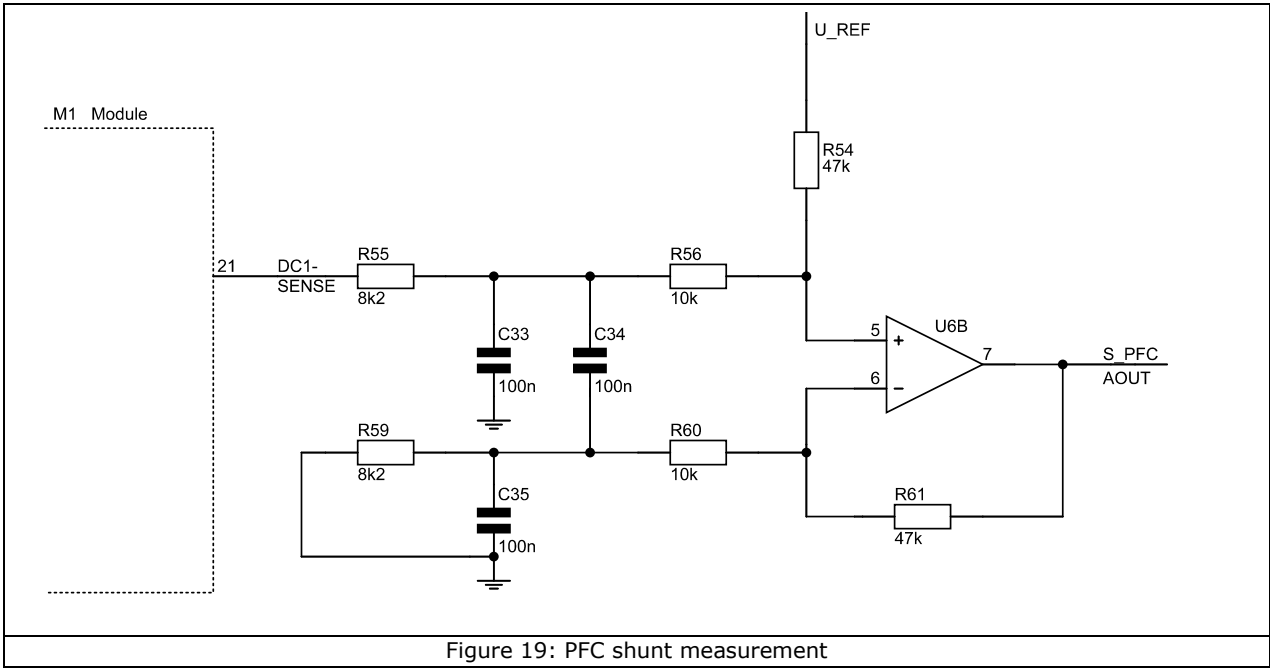 U_REF
M1 Module
R54
47k
21
DC1-
SENSE
R55
8k2
R56
10k
C33
100n
C34
100n
5
+
U6B
7
S_PFC
AOUT
6
−
R59
8k2
R60
10k
C35
100n
R61
47k
Figure 19: PFC shunt measurement